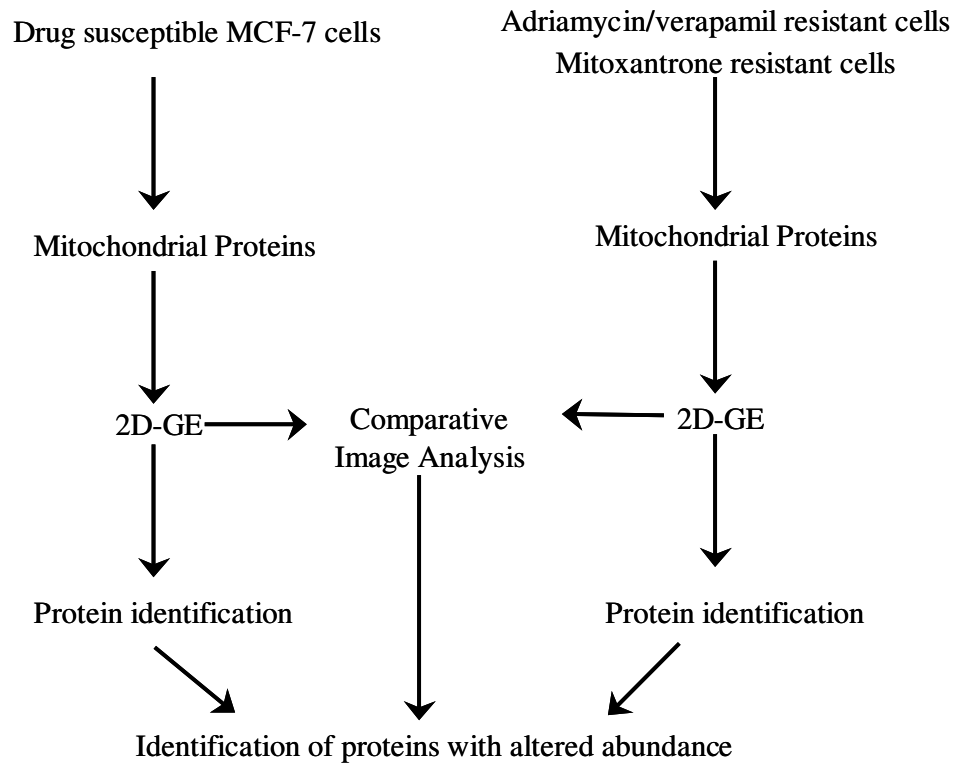 Drug susceptible MCF-7 cells
Adriamycin/verapamil resistant cells
Mitoxantrone resistant cells
Mitochondrial Proteins
Mitochondrial Proteins
2D-GE
Comparative
Image Analysis
2D-GE
Protein identification
Protein identification
Identification of proteins with altered abundance